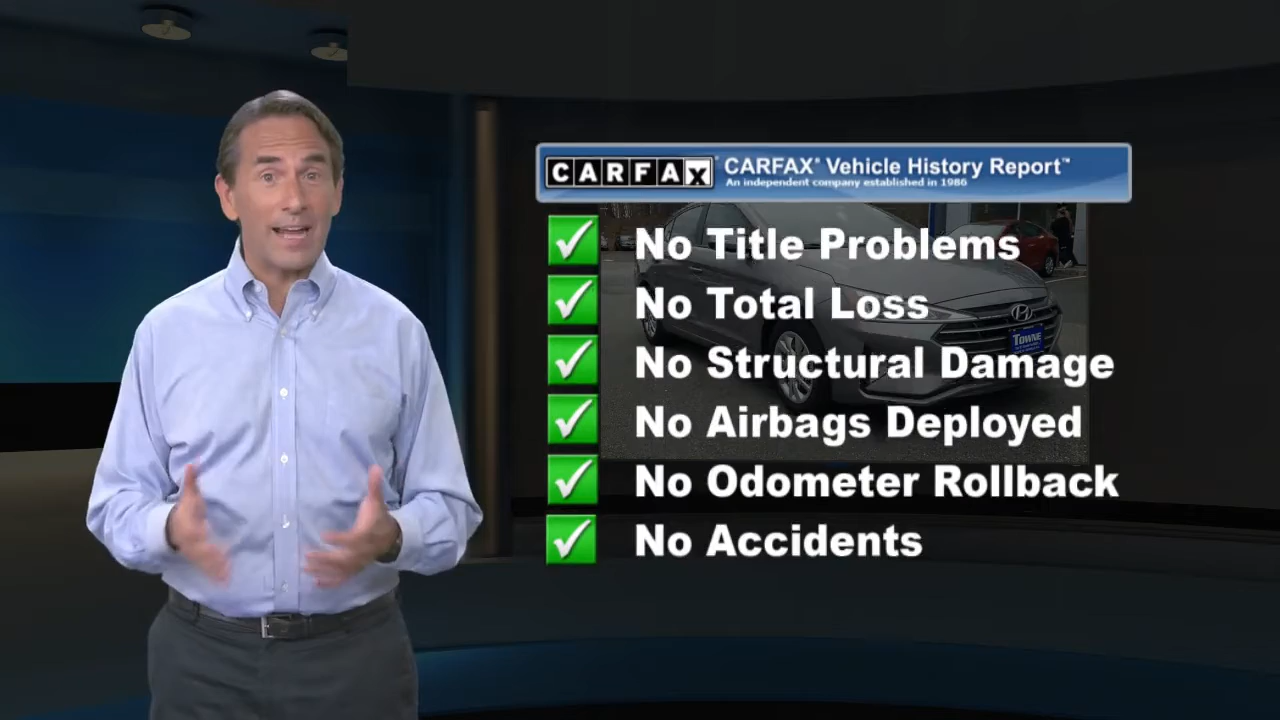 CARFAX CARFAX® Vehicle History Report™
An independent company established in 1986
No Title Problems
No Total Loss
No Structural Damage
TOWNE
No Airbags Deployed
No Odometer Rollback
No Accidents